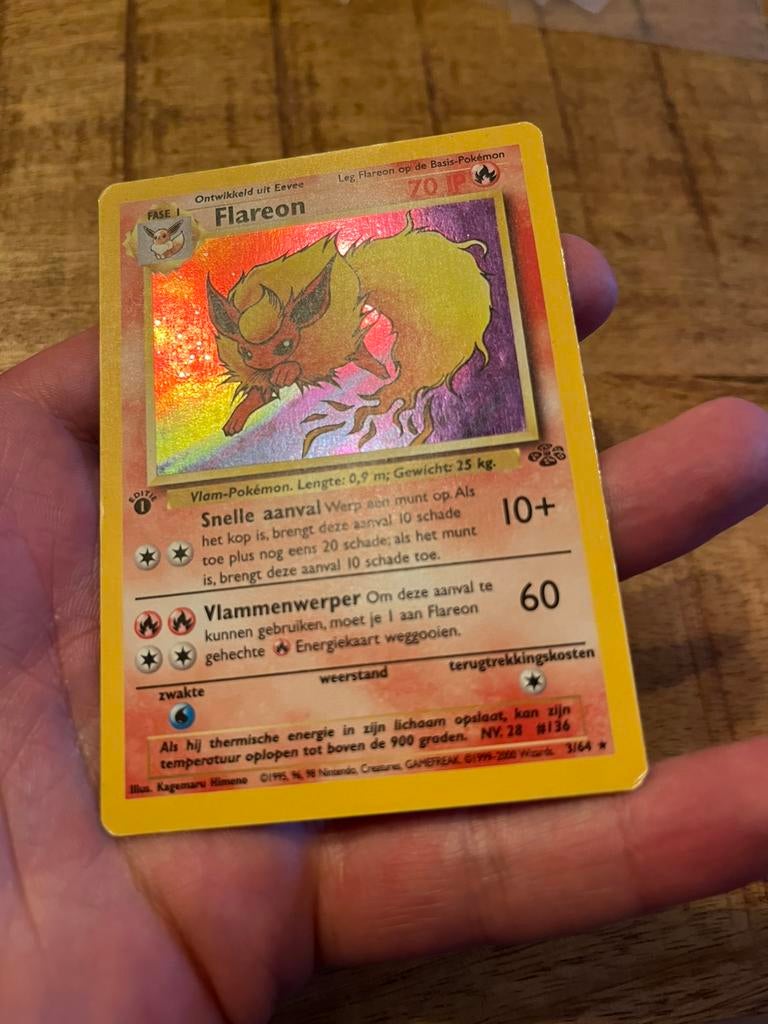 Ontwikkeld uit Eevee
Leg Flareon op de Basis-Pokémon
FASE 1
Flareon
70 IP
Vlam-Pokémon. Lengte: 0,9 m; Gewicht: 25 kg.
EDITIE
1
Snelle aanval Werp een munt op. Als
het kop is, brengt deze aanval 10 schade
toe plus nog eens 20 schade; als het munt
is, brengt deze aanval 10 schade toe.
10+
Vlammenwerper Om deze aanval te
kunnen gebruiken, moet je 1 aan Flareon
gehechte Energiekaart weggooien.
60
zwakte
weerstand
terugtrekkingskosten
Als hij thermische energie in zijn lichaam opslaat, kan zijn
temperatuur oplopen tot boven de 900 graden. NV. 28 #136
Illus. Kagemaru Himeno ©1995, 96, 98 Nintendo, Creatures, GAMEFREAK. ©1999-2000 Wizards. 3/64 ★